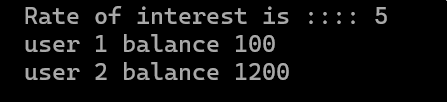 Rate of interest is :::: 5
user 1 balance 100
user 2 balance 1200